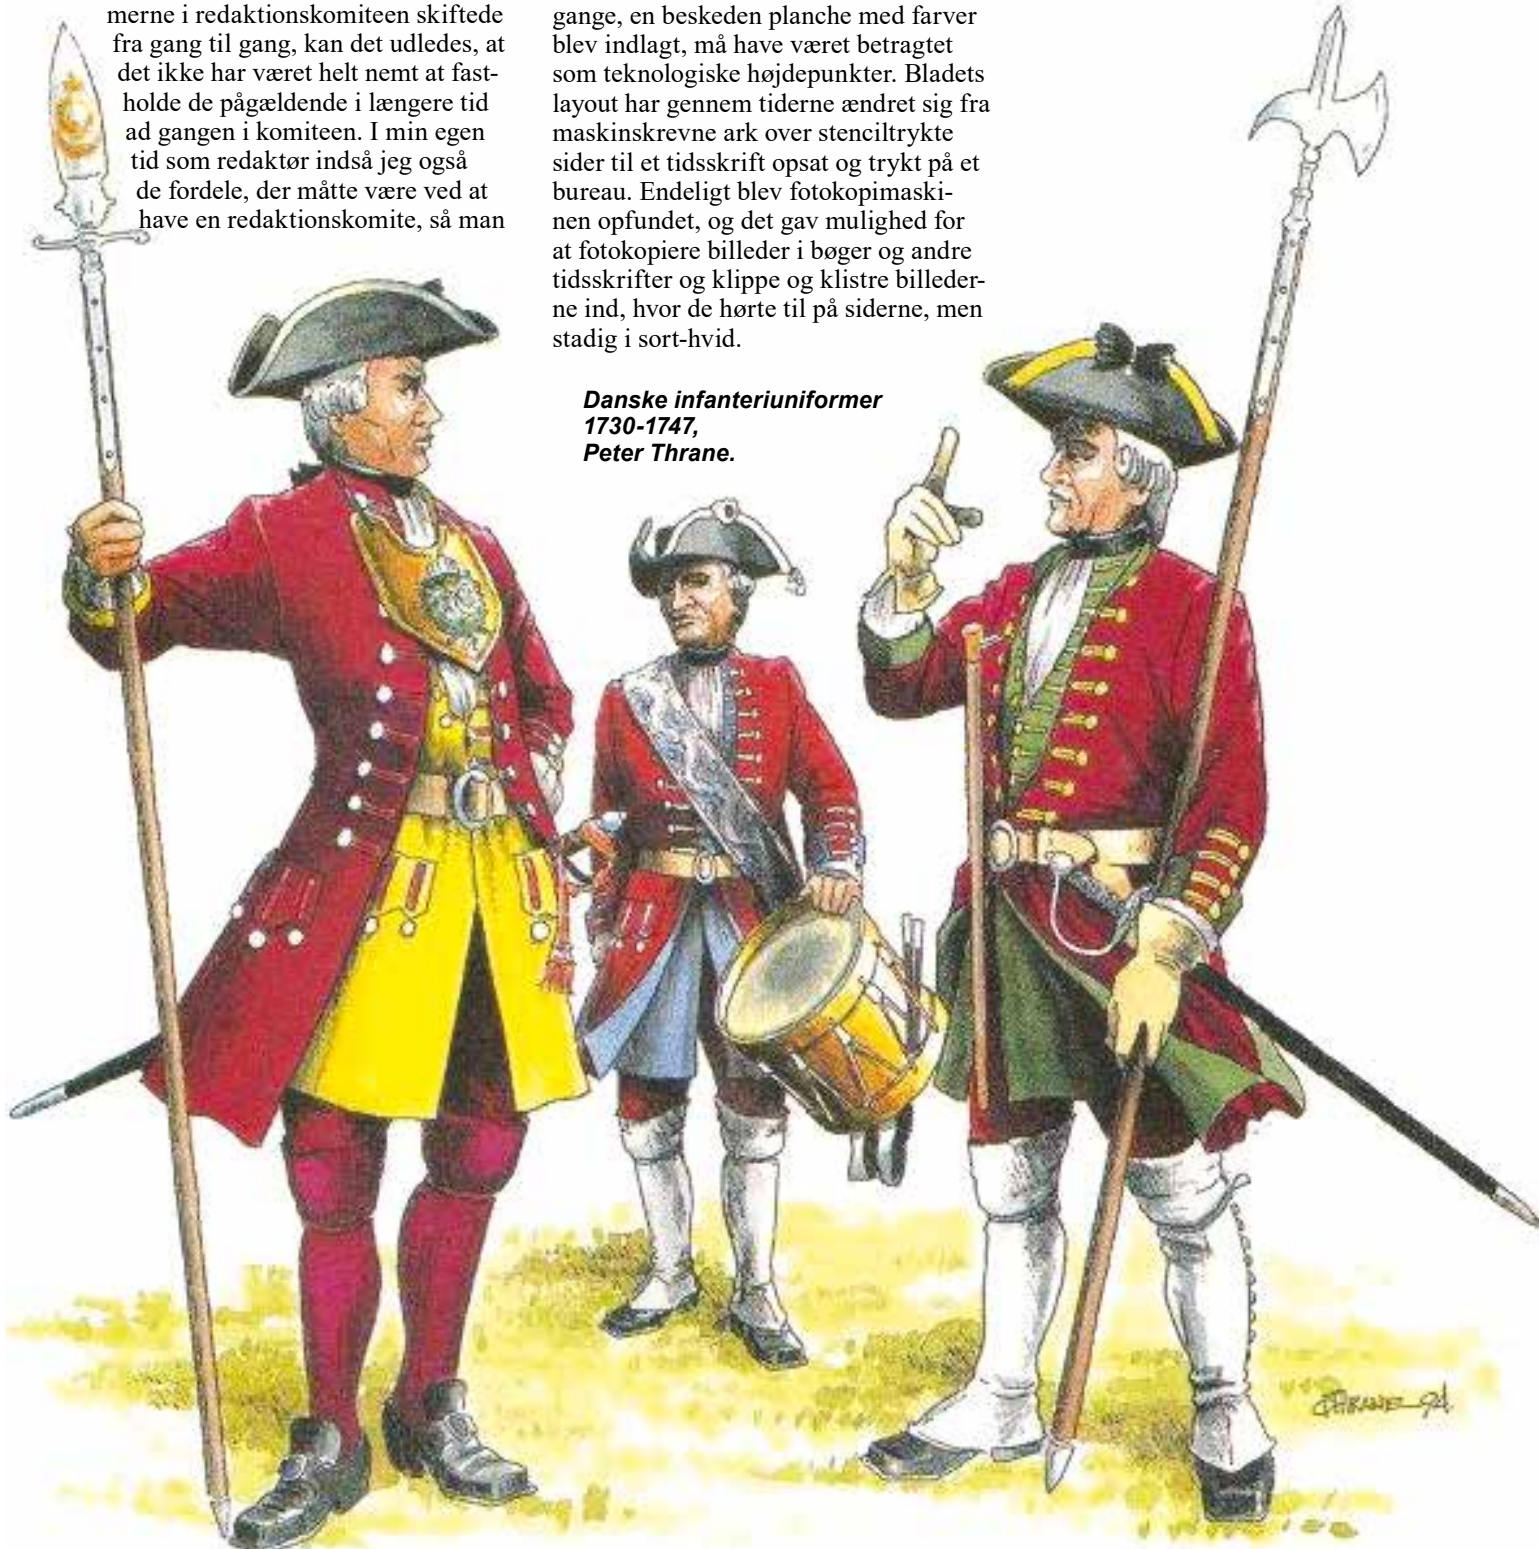 merne i redaktionskomiteen skiftede
fra gang til gang, kan det udledes, at
det ikke har været helt nemt at fast-
holde de pågældende i længere tid
ad gangen i komiteen. I min egen
tid som redaktør indså jeg også
de fordele, der måtte være ved at
have en redaktionskomite, så man
gange, en beskeden planche med farver
blev indlagt, må have været betragtet
som teknologiske højdepunkter. Bladets
layout har gennem tiderne ændret sig fra
maskinskrevne ark over stenciltrykte
sider til et tidsskrift opsat og trykt på et
bureau. Endeligt blev fotokopimaski-
nen opfundet, og det gav mulighed for
at fotokopiere billeder i bøger og andre
tidsskrifter og klippe og klistre billeder-
ne ind, hvor de hørte til på siderne, men
stadig i sort-hvid.
Danske infanteriuniformer
1730-1747,
Peter Thrane.
THRANE 94.